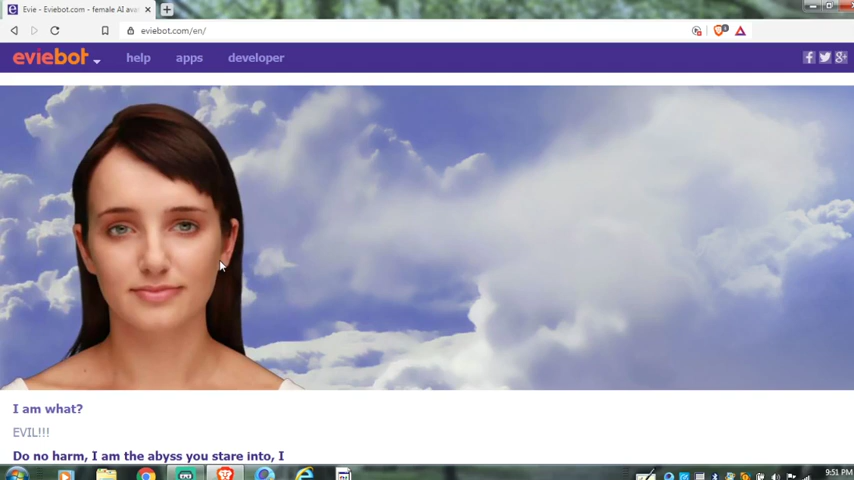 Evie - Eviebot.com - female AI ava
eviebot.com/en/
eviebot
help
apps
developer
I am what?
EVIL!!!
Do no harm, I am the abyss you stare into, I
9:51 PM